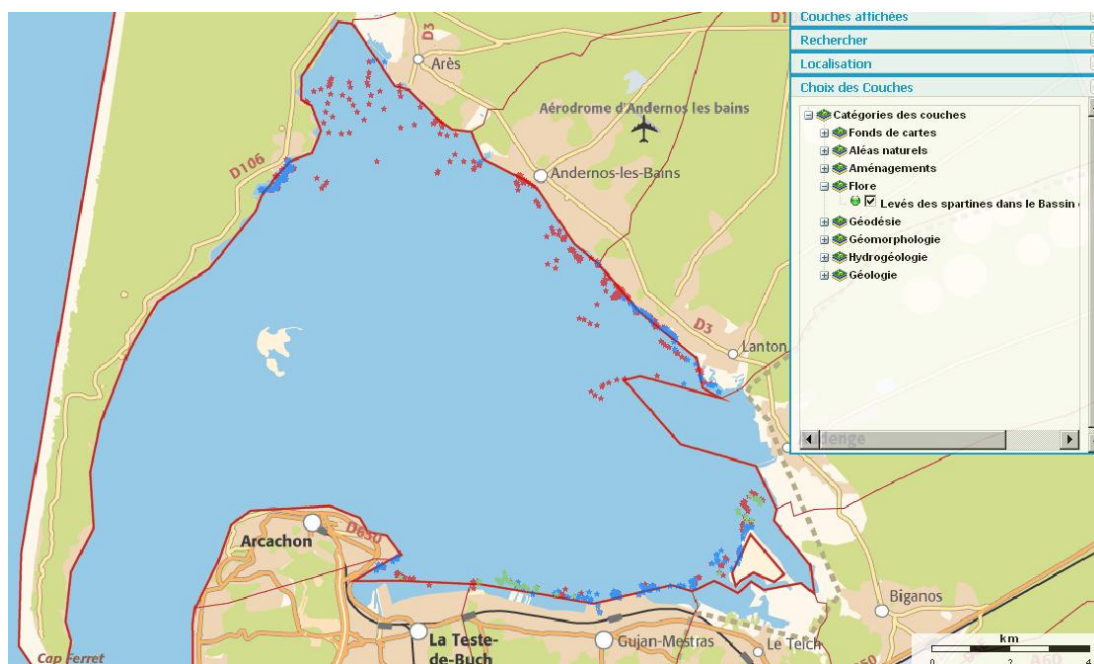 D3
Arès
Aérodrome d'Andernos les bains
D106
Andernos-les-Bains
D3
Lanton
Arcachon
D650
Biganos
La Teste-
de-Buch
Gujan-Mestras
Le Teich
Cap Ferret
A60
km
0
2
4
D1
Couches affichées
Rechercher
Localisation
Choix des Couches
Catégories des couches
Fonds de cartes
Aléas naturels
Aménagements
Flore
Levés des spartines dans le Bassin
Géodésie
Géomorphologie
Hydrogéologie
Géologie